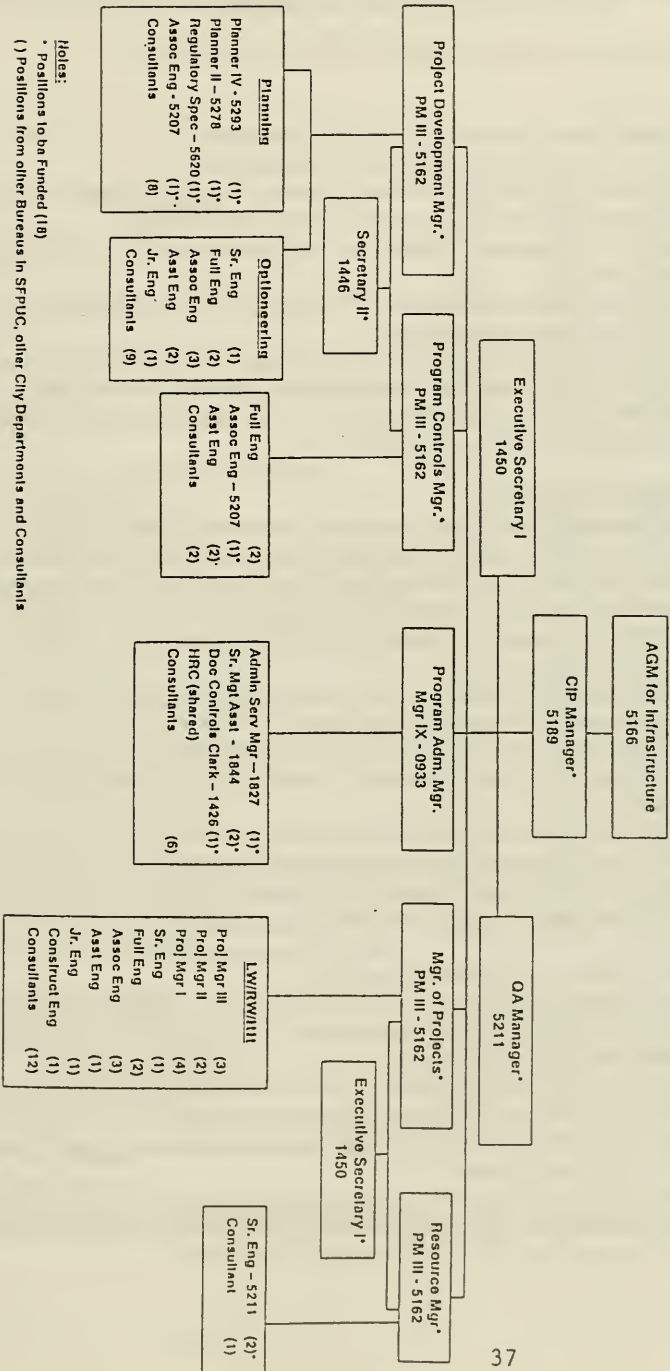 AGM for Infrastructure
5166
CIP Manager*
5189
Executive Secretary I
1450
QA Manager*
5211
Project Development Mgr.*
PM III - 5162
Program Controls Mgr.*
PM III - 5162
Program Adm. Mgr.
Mgr IX - 0933
Mgr. of Projects*
PM III - 5162
Resource Mgr*
PM III - 5162
Secretary II*
1446
Executive Secretary I*
1450
Planning
Planner IV - 5293 (1)*
Planner II - 5278 (1)*
Regulatory Spec – 5620 (1)*
Assoc Eng - 5207 (1)*
Consultants (8)
Optioneering
Sr. Eng (1)
Full Eng (2)
Assoc Eng (3)
Asst Eng (2)
Jr. Eng (1)
Consultants (9)
Full Eng (2)
Assoc Eng – 5207 (1)*
Asst Eng (2)*
Consultants (2)
Admin Serv Mgr – 1827 (1)*
Sr. Mgt Asst - 1844 (2)*
Doc Controls Clark – 1426 (1)*
HRC (shared)
Consultants (6)
LW/RW/HH
Proj Mgr III (3)
Proj Mgr II (2)
Proj Mgr I (4)
Sr. Eng (1)
Full Eng (2)
Assoc Eng (3)
Asst Eng (1)
Jr. Eng (1)
Construct Eng (1)
Consultants (12)
Sr. Eng – 5211 (2)*
Consultant (1)
Notes:
* Positions to be Funded (18)
( ) Positions from other Bureaus in SFPUC, other City Departments and Consultants
37